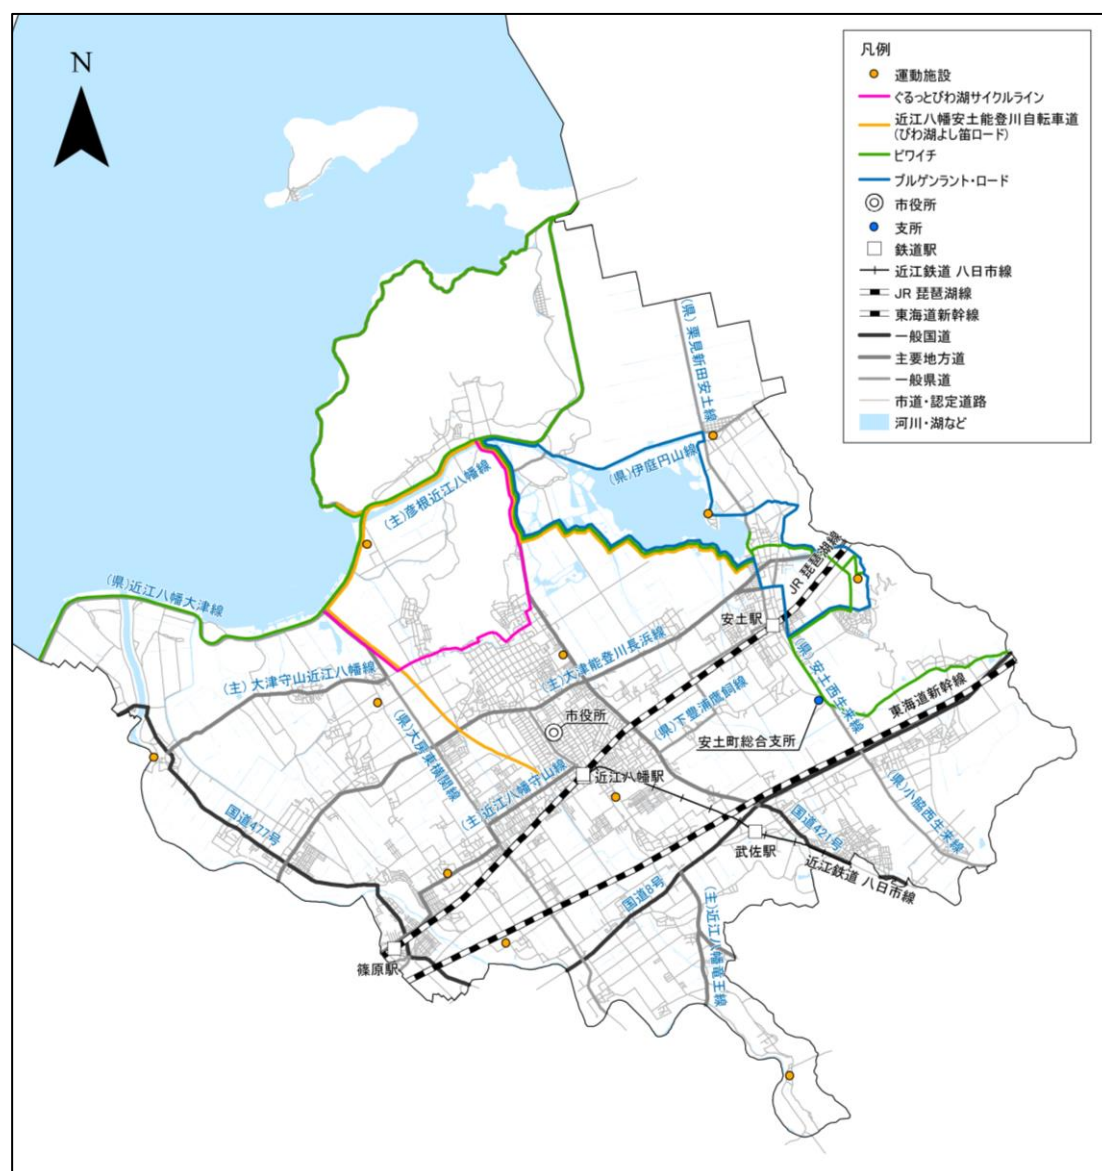 N
凡例
運動施設
ぐるっとびわ湖サイクルライン
近江八幡安土能登川自転車道
(びわ湖よし笛ロード)
ビワイチ
ブルゲンラント・ロード
市役所
支所
鉄道駅
近江鉄道 八日市線
JR 琵琶湖線
東海道新幹線
一般国道
主要地方道
一般県道
市道・認定道路
河川・湖など
(県)栗見新田安土線
(県)伊庭円山線
(主)彦根近江八幡線
(県)近江八幡大津線
JR 琵琶湖線
安土駅
(主)大津能登川長浜線
(主)大津守山近江八幡線
(県)安土西生来線
東海道新幹線
(県)下豊浦鷹飼線
市役所
安土町総合支所
(県)大房東横関線
近江八幡駅
(主)近江八幡守山線
(県)小脇西生来線
国道477号
国道421号
武佐駅
近江鉄道 八日市線
国道8号
(主)近江八幡竜王線
篠原駅